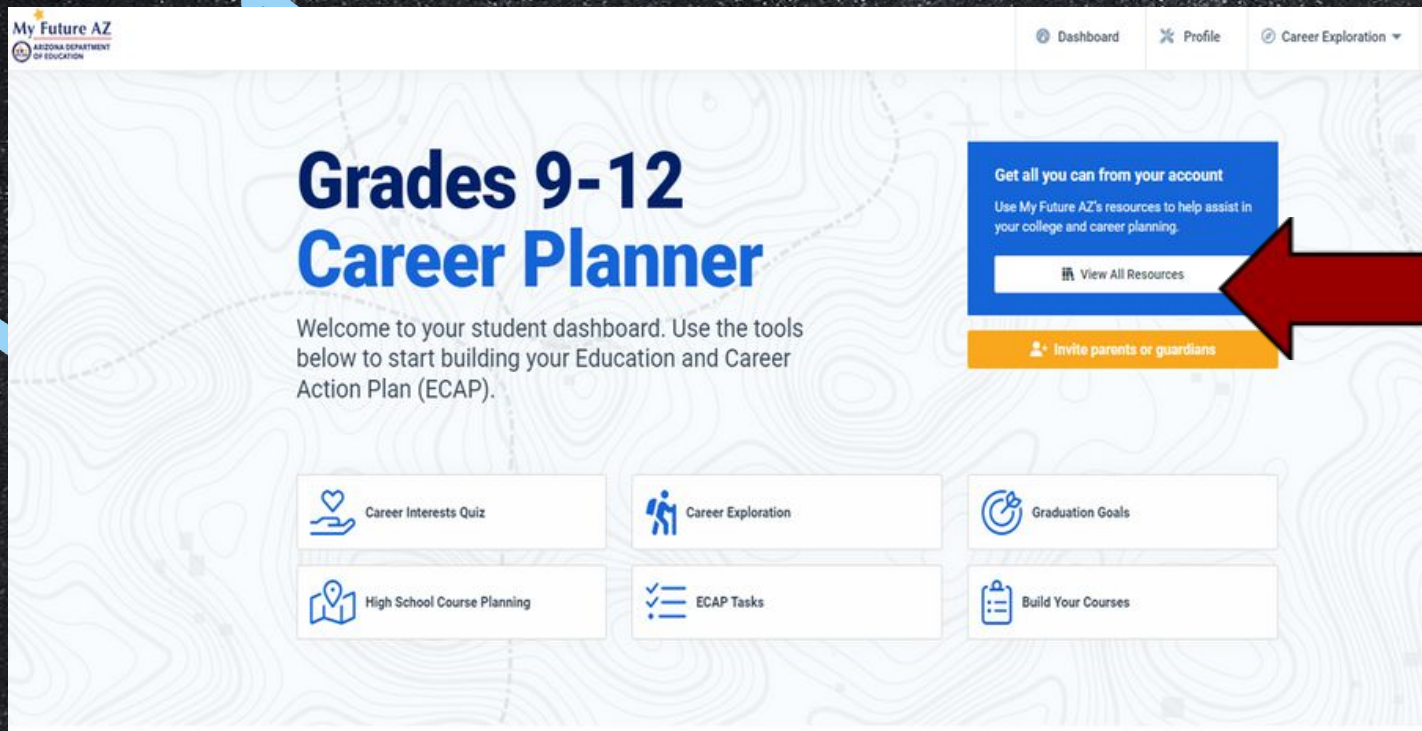 My Future AZ
ARIZONA DEPARTMENT
OF EDUCATION
Dashboard
Profile
Career Exploration
Grades 9-12
Career Planner
Welcome to your student dashboard. Use the tools
below to start building your Education and Career
Action Plan (ECAP).
Get all you can from your account
Use My Future AZ's resources to help assist in
your college and career planning.
View All Resources
Invite parents or guardians
Career Interests Quiz
Career Exploration
Graduation Goals
High School Course Planning
ECAP Tasks
Build Your Courses